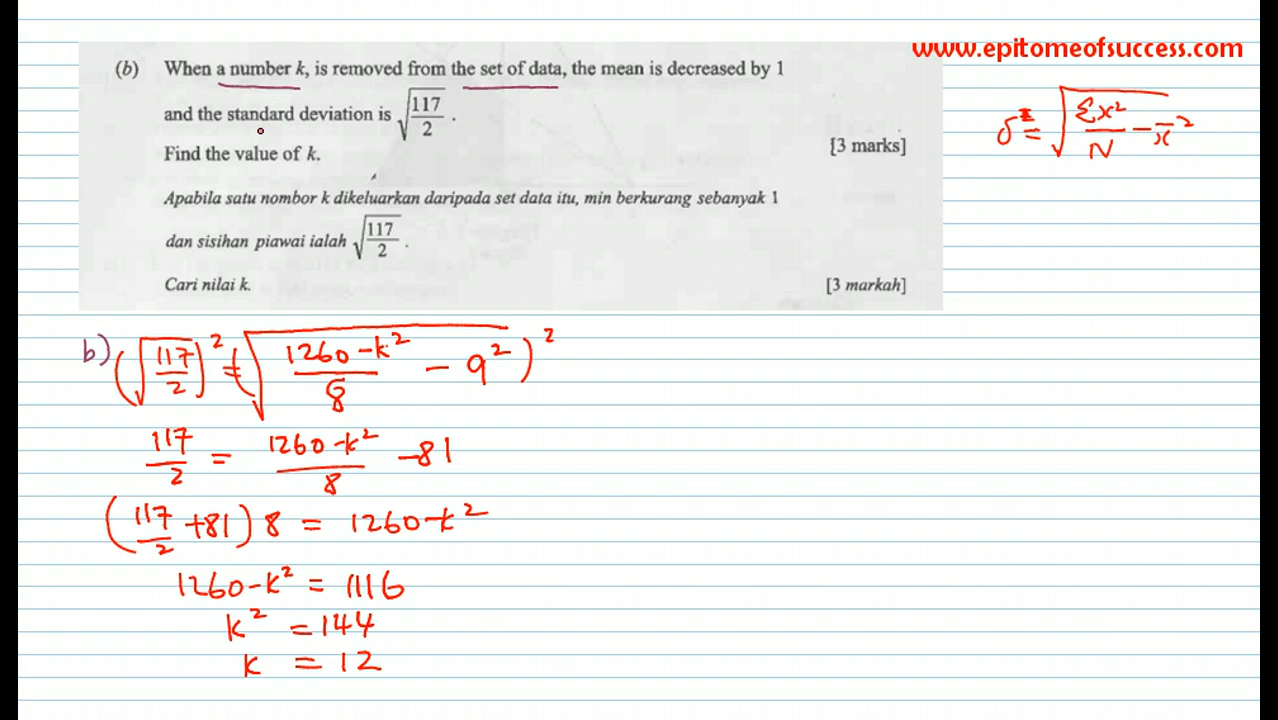 www.epitomeofsuccess.com
(b) When a number k, is removed from the set of data, the mean is decreased by 1
and the standard deviation is √(117/2) .
Find the value of k. [3 marks]
Apabila satu nombor k dikeluarkan daripada set data itu, min berkurang sebanyak 1
dan sisihan piawai ialah √(117/2) .
Cari nilai k. [3 markah]
σ = √(Σx²/N − x̄²)
b) (√(117/2))² = (√((1260-k²)/8 − 9²))²
117/2 = (1260-k²)/8 − 81
(117/2 + 81) 8 = 1260-k²
1260-k² = 1116
k² = 144
k = 12